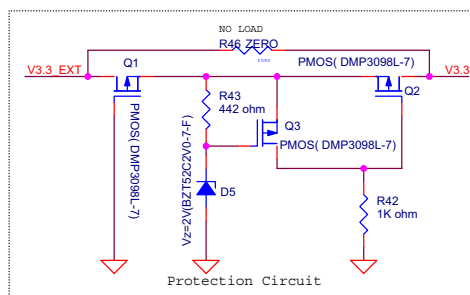 NO LOAD
R46 ZERO
V3.3_EXT
Q1
PMOS( DMP3098L-7)
V3.3
Q2
R43
442 ohm
Q3
PMOS( DMP3098L-7)
PMOS( DMP3098L-7)
Vz=2V(BZT52C2V0-7-F)
D5
R42
1K ohm
Protection Circuit